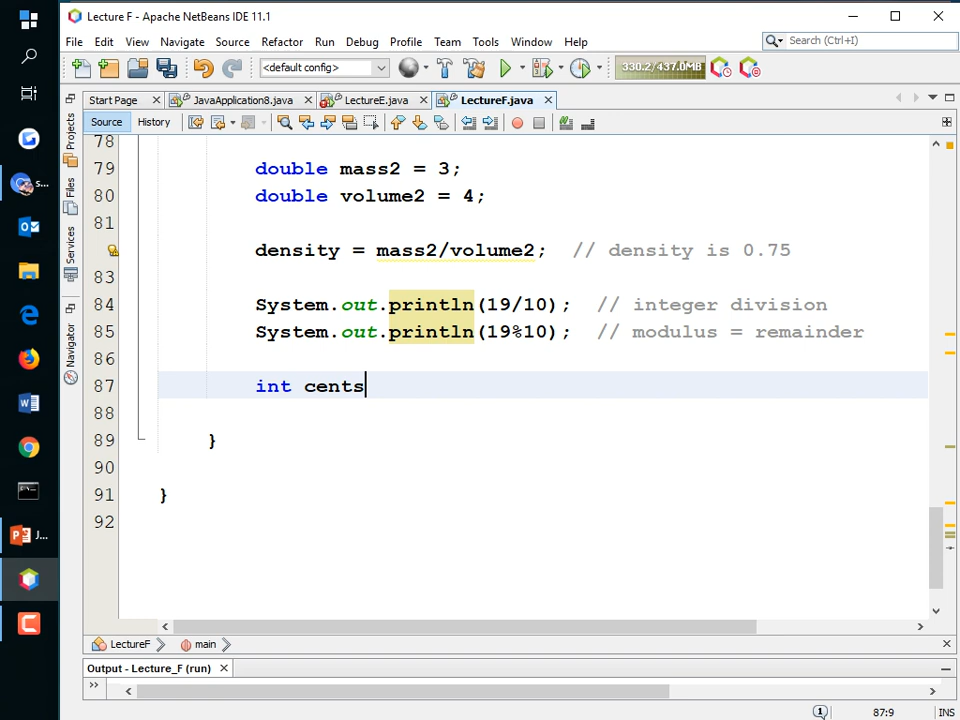 Lecture F - Apache NetBeans IDE 11.1
File Edit View Navigate Source Refactor Run Debug Profile Team Tools Window Help
Search (Ctrl+I)
<default config>
330.2/437.0MB
Start Page
JavaApplication8.java
LectureE.java
LectureF.java
Source History
Projects
Files
Services
Navigator
s...
J...
78
79 double mass2 = 3;
80 double volume2 = 4;
81
density = mass2/volume2; // density is 0.75
83
84 System.out.println(19/10); // integer division
85 System.out.println(19%10); // modulus = remainder
86
87 int cents
88
89 }
90
91 }
92
LectureF
main
Output - Lecture_F (run)
1
87:9
INS